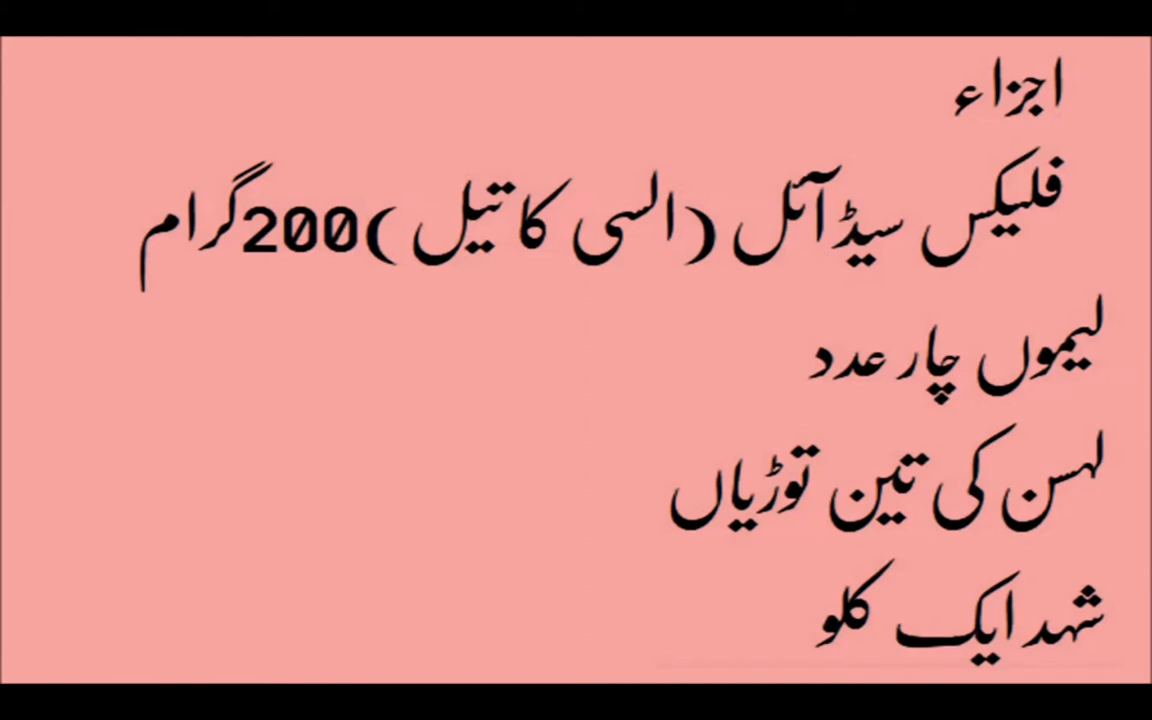 اجزاء
فلیکس سیڈ آئل (السی کا تیل )200گرام
لیموں چار عدد
لہسن کی تین توڑیاں
شہد ایک کلو